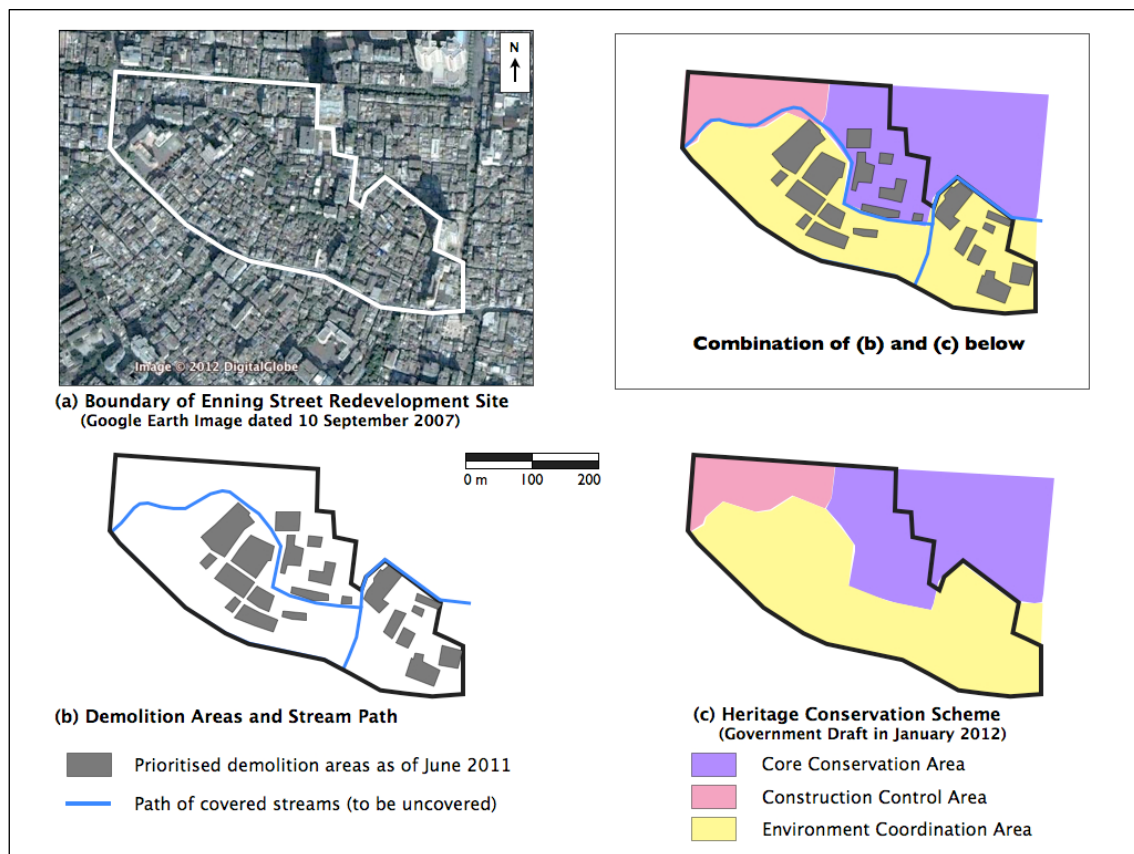 N
Image © 2012 DigitalGlobe
(a) Boundary of Enning Street Redevelopment Site
(Google Earth Image dated 10 September 2007)
Combination of (b) and (c) below
0 m 100 200
(b) Demolition Areas and Stream Path
Prioritised demolition areas as of June 2011
Path of covered streams (to be uncovered)
(c) Heritage Conservation Scheme
(Government Draft in January 2012)
Core Conservation Area
Construction Control Area
Environment Coordination Area